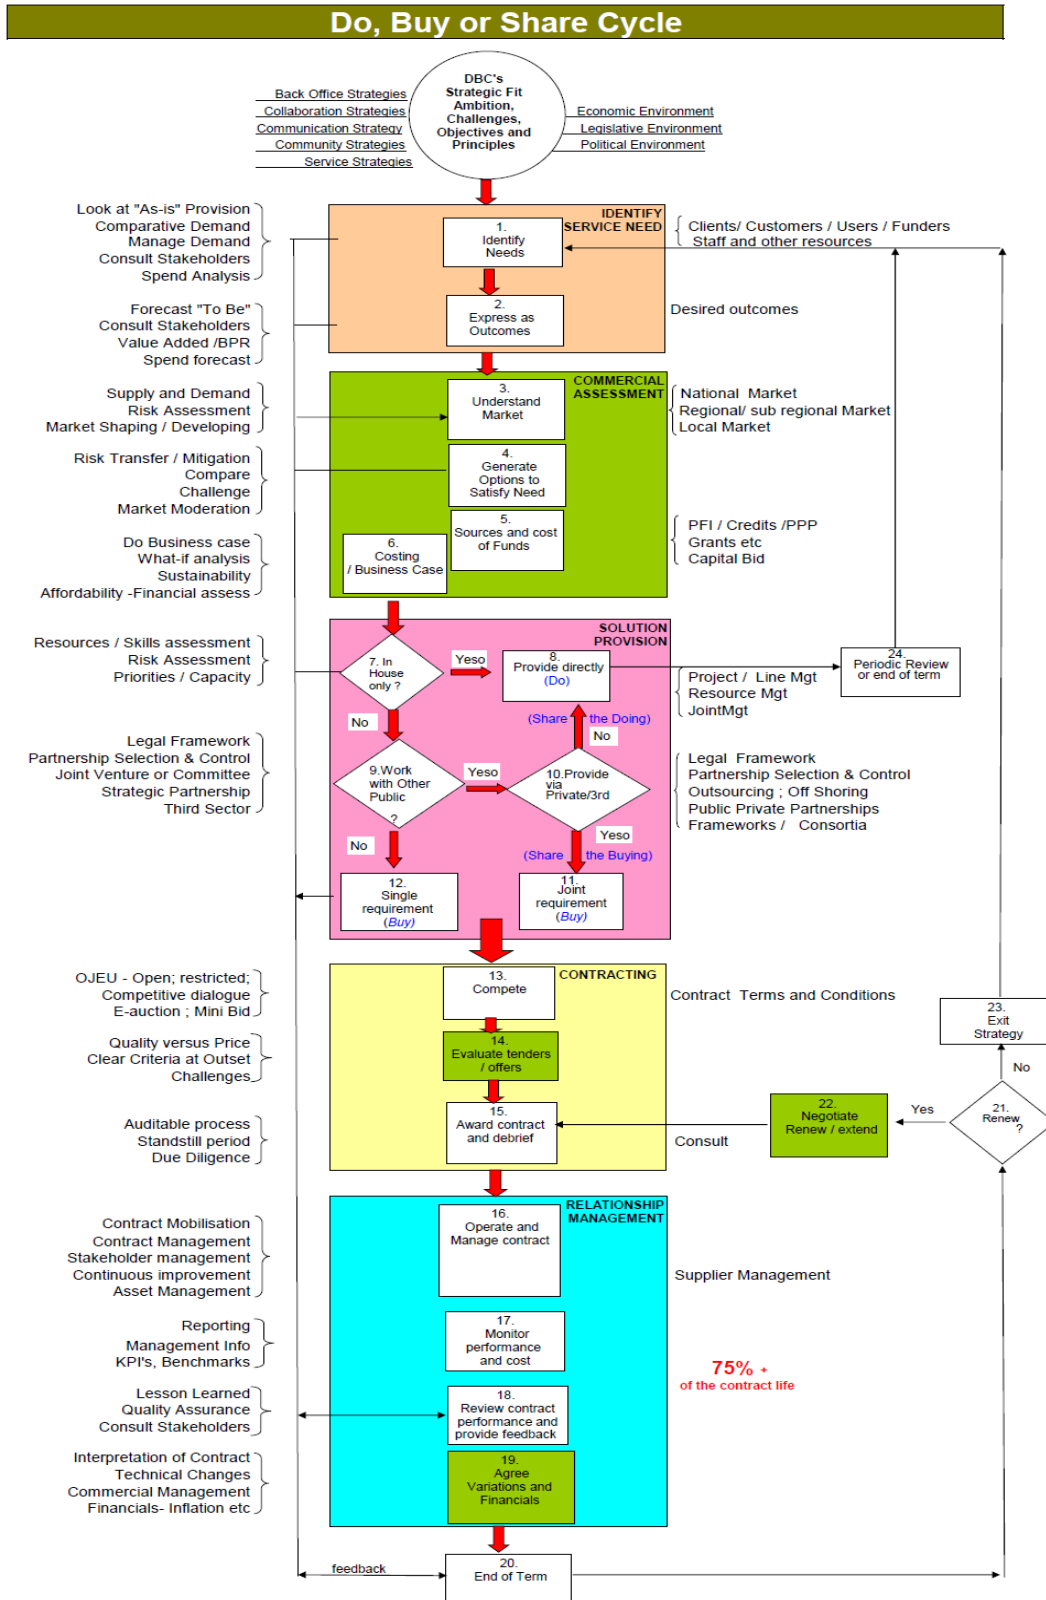 Do, Buy or Share Cycle
DBC's
Strategic Fit
Ambition,
Challenges,
Objectives and
Principles
Back Office Strategies
Collaboration Strategies
Communication Strategy
Community Strategies
Service Strategies
Economic Environment
Legislative Environment
Political Environment
Look at "As-is" Provision
Comparative Demand
Manage Demand
Consult Stakeholders
Spend Analysis
IDENTIFY
SERVICE NEED
1.
Identify
Needs
Clients/ Customers / Users / Funders
Staff and other resources
Forecast "To Be"
Consult Stakeholders
Value Added /BPR
Spend forecast
2.
Express as
Outcomes
Desired outcomes
COMMERCIAL
ASSESSMENT
Supply and Demand
Risk Assessment
Market Shaping / Developing
3.
Understand
Market
National Market
Regional/ sub regional Market
Local Market
Risk Transfer / Mitigation
Compare
Challenge
Market Moderation
4.
Generate
Options to
Satisfy Need
5.
Sources and cost
of Funds
PFI / Credits /PPP
Grants etc
Capital Bid
Do Business case
What-if analysis
Sustainability
Affordability -Financial assess
6.
Costing
/ Business Case
SOLUTION
PROVISION
Resources / Skills assessment
Risk Assessment
Priorities / Capacity
7. In
House
only ?
Yeso
8.
Provide directly
(Do)
Project / Line Mgt
Resource Mgt
JointMgt
24.
Periodic Review
or end of term
No
(Share the Doing)
No
Legal Framework
Partnership Selection & Control
Joint Venture or Committee
Strategic Partnership
Third Sector
9.Work
with Other
Public
?
Yeso
10.Provide
via
Private/3rd
Legal Framework
Partnership Selection & Control
Outsourcing ; Off Shoring
Public Private Partnerships
Frameworks / Consortia
No
Yeso
(Share the Buying)
12.
Single
requirement
(Buy)
11.
Joint
requirement
(Buy)
CONTRACTING
OJEU - Open; restricted;
Competitive dialogue
E-auction ; Mini Bid
13.
Compete
Contract Terms and Conditions
23.
Exit
Strategy
Quality versus Price
Clear Criteria at Outset
Challenges
14.
Evaluate tenders
/ offers
No
Auditable process
Standstill period
Due Diligence
15.
Award contract
and debrief
Consult
22.
Negotiate
Renew / extend
Yes
21.
Renew
?
RELATIONSHIP
MANAGEMENT
Contract Mobilisation
Contract Management
Stakeholder management
Continuous improvement
Asset Management
16.
Operate and
Manage contract
Supplier Management
Reporting
Management Info
KPI's, Benchmarks
17.
Monitor
performance
and cost
75% +
of the contract life
Lesson Learned
Quality Assurance
Consult Stakeholders
18.
Review contract
performance and
provide feedback
Interpretation of Contract
Technical Changes
Commercial Management
Financials- Inflation etc
19.
Agree
Variations and
Financials
feedback
20.
End of Term